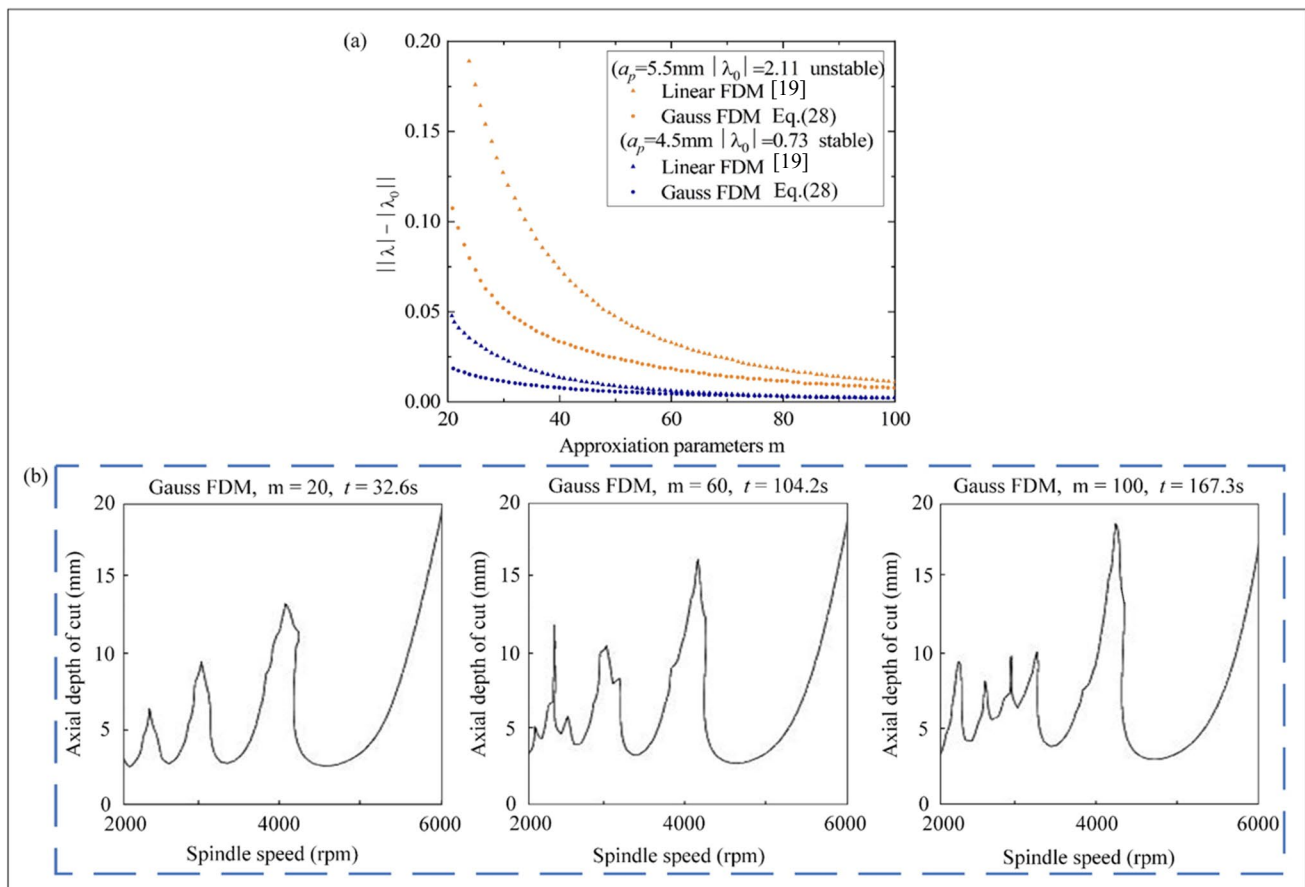 (a)
0.20
0.15
0.10
0.05
0.00
||λ| − |λ₀||
(aₚ=5.5mm |λ₀|=2.11 unstable)
Linear FDM [19]
Gauss FDM Eq.(28)
(aₚ=4.5mm |λ₀|=0.73 stable)
Linear FDM [19]
Gauss FDM Eq.(28)
20 40 60 80 100
Approxiation parameters m
(b)
Gauss FDM, m = 20, t = 32.6s
20
15
10
5
0
Axial depth of cut (mm)
2000 4000 6000
Spindle speed (rpm)
Gauss FDM, m = 60, t = 104.2s
20
15
10
5
0
Axial depth of cut (mm)
2000 4000 6000
Spindle speed (rpm)
Gauss FDM, m = 100, t = 167.3s
20
15
10
5
0
Axial depth of cut (mm)
2000 4000 6000
Spindle speed (rpm)